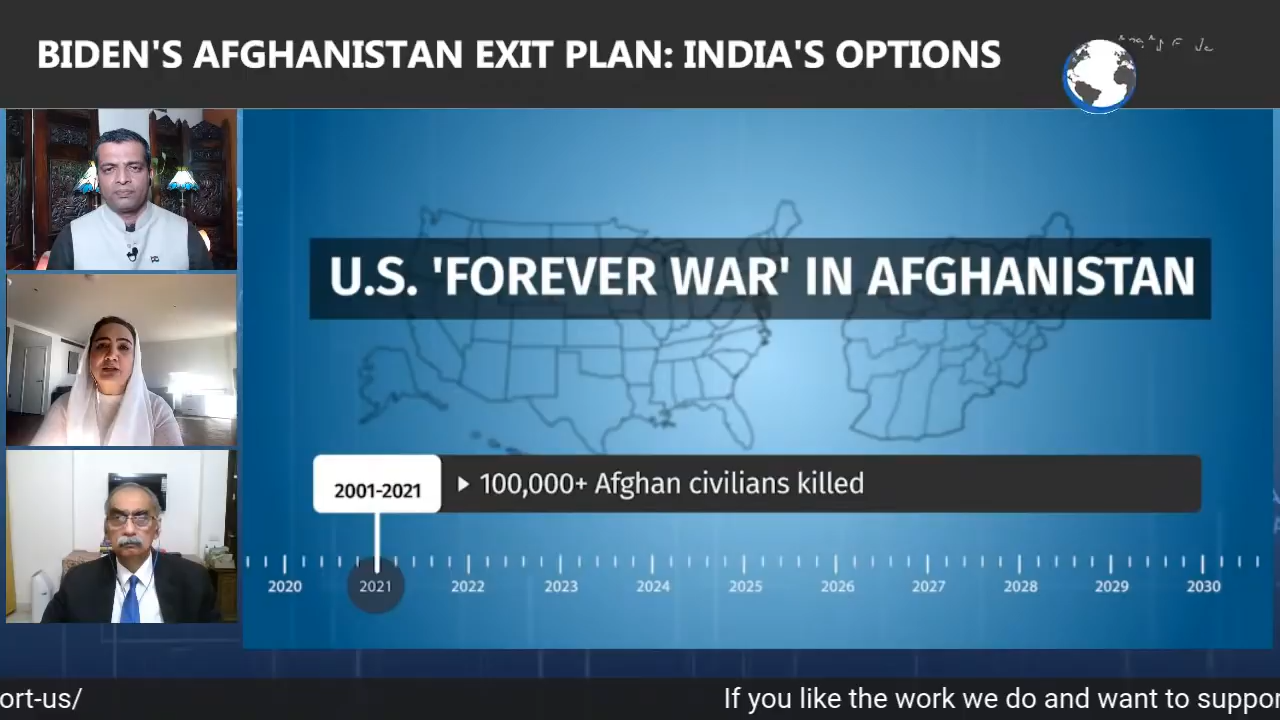 BIDEN'S AFGHANISTAN EXIT PLAN: INDIA'S OPTIONS
U.S. 'FOREVER WAR' IN AFGHANISTAN
2001-2021
100,000+ Afghan civilians killed
2020 2021 2022 2023 2024 2025 2026 2027 2028 2029 2030
ort-us/ If you like the work we do and want to suppor